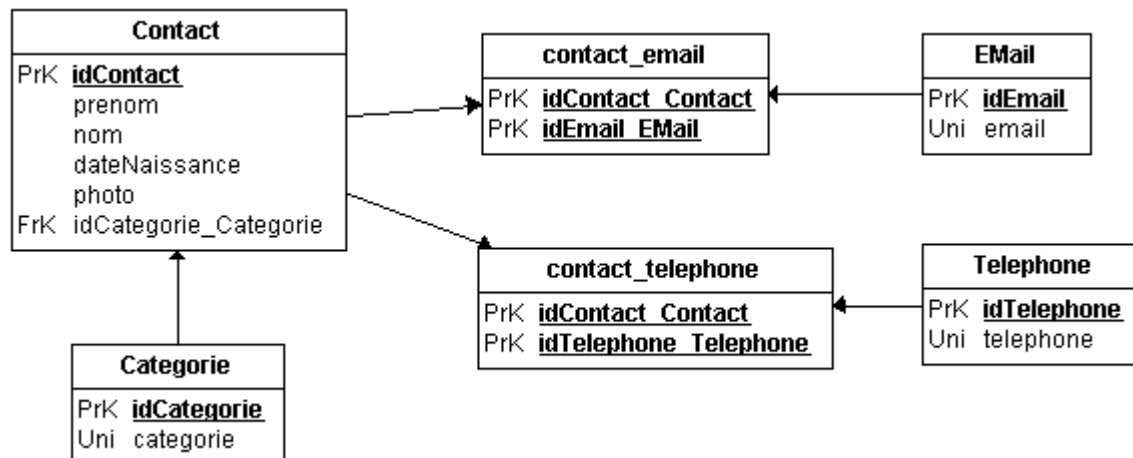 Contact
PrK idContact
prenom
nom
dateNaissance
photo
FrK idCategorie_Categorie
contact_email
PrK idContact_Contact
PrK idEmail_EMail
EMail
PrK idEmail
Uni email
contact_telephone
PrK idContact_Contact
PrK idTelephone_Telephone
Telephone
PrK idTelephone
Uni telephone
Categorie
PrK idCategorie
Uni categorie